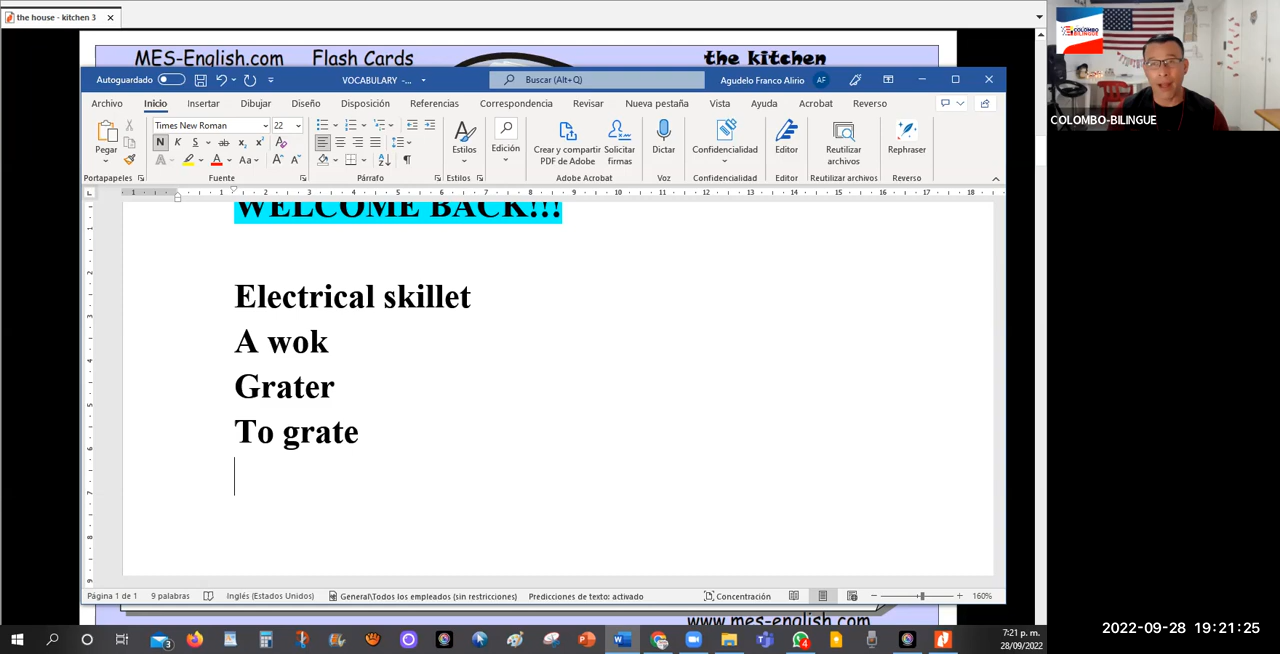 the house - kitchen 3
MES-English.com Flash Cards the kitchen
Autoguardado VOCABULARY -... Buscar (Alt+Q) Agudelo Franco Alirio AF
Archivo Inicio Insertar Dibujar Diseño Disposición Referencias Correspondencia Revisar Nueva pestaña Vista Ayuda Acrobat Reverso
Times New Roman 22
Pegar Estilos Edición Crear y compartir PDF de Adobe Solicitar firmas Dictar Confidencialidad Editor Reutilizar archivos Rephraser
Portapapeles Fuente Párrafo Estilos Adobe Acrobat Voz Confidencialidad Editor Reutilizar archivos Reverso
WELCOME BACK!!!
Electrical skillet
A wok
Grater
To grate
Página 1 de 1 9 palabras Inglés (Estados Unidos) General\Todos los empleados (sin restricciones) Predicciones de texto: activado Concentración 160%
www.mes-english.com
7:21 p. m.
28/09/2022
COLOMBO BILINGUE
COLOMBO-BILINGUE
2022-09-28 19:21:25